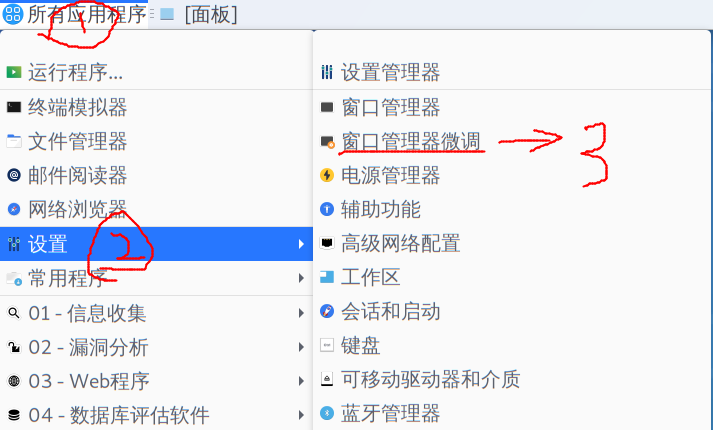 所有应用程序
[面板]
运行程序...
终端模拟器
文件管理器
邮件阅读器
网络浏览器
设置
常用程序
01 - 信息收集
02 - 漏洞分析
03 - Web程序
04 - 数据库评估软件
设置管理器
窗口管理器
窗口管理器微调
电源管理器
辅助功能
高级网络配置
工作区
会话和启动
键盘
可移动驱动器和介质
蓝牙管理器
1
2
3